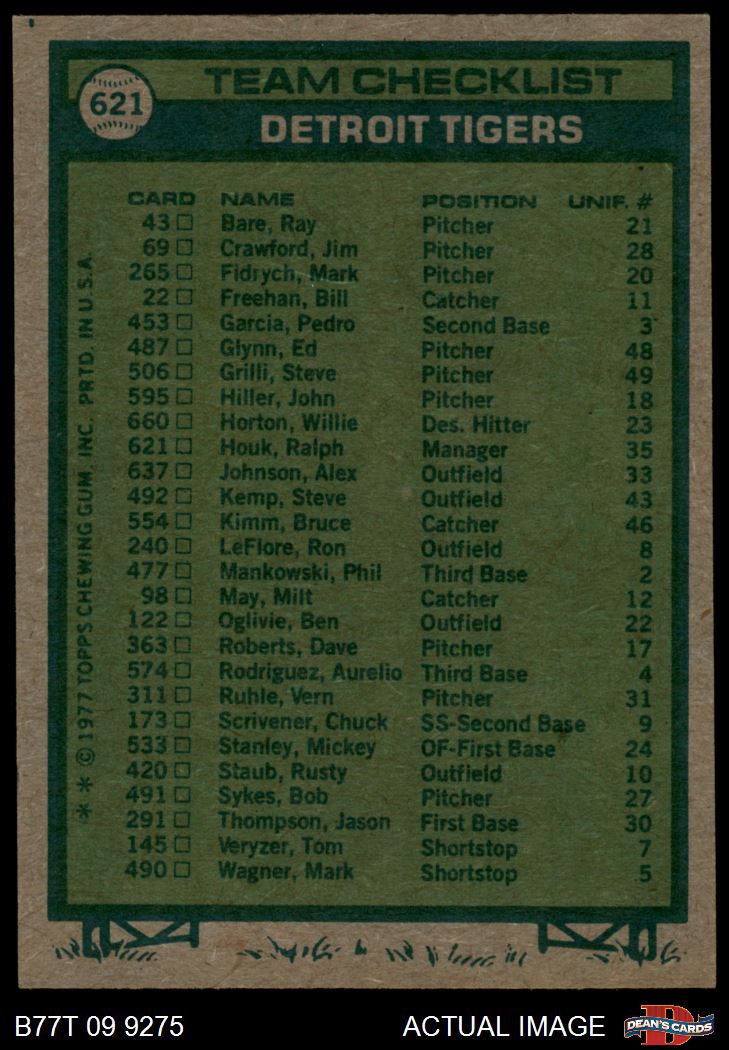 621
TEAM CHECKLIST
DETROIT TIGERS
CARD NAME POSITION UNIF. #
43 □ Bare, Ray Pitcher 21
69 □ Crawford, Jim Pitcher 28
265 □ Fidrych, Mark Pitcher 20
22 □ Freehan, Bill Catcher 11
453 □ Garcia, Pedro Second Base 3
487 □ Glynn, Ed Pitcher 48
506 □ Grilli, Steve Pitcher 49
595 □ Hiller, John Pitcher 18
660 □ Horton, Willie Des. Hitter 23
621 □ Houk, Ralph Manager 35
637 □ Johnson, Alex Outfield 33
492 □ Kemp, Steve Outfield 43
554 □ Kimm, Bruce Catcher 46
240 □ LeFlore, Ron Outfield 8
477 □ Mankowski, Phil Third Base 2
98 □ May, Milt Catcher 12
122 □ Oglivie, Ben Outfield 22
363 □ Roberts, Dave Pitcher 17
574 □ Rodriguez, Aurelio Third Base 4
311 □ Ruhle, Vern Pitcher 31
173 □ Scrivener, Chuck SS-Second Base 9
533 □ Stanley, Mickey OF-First Base 24
420 □ Staub, Rusty Outfield 10
491 □ Sykes, Bob Pitcher 27
291 □ Thompson, Jason First Base 30
145 □ Veryzer, Tom Shortstop 7
490 □ Wagner, Mark Shortstop 5
* * © 1977 TOPPS CHEWING GUM, INC. PRTD. IN U.S.A.
B77T 09 9275 ACTUAL IMAGE
D
DEAN'S CARDS